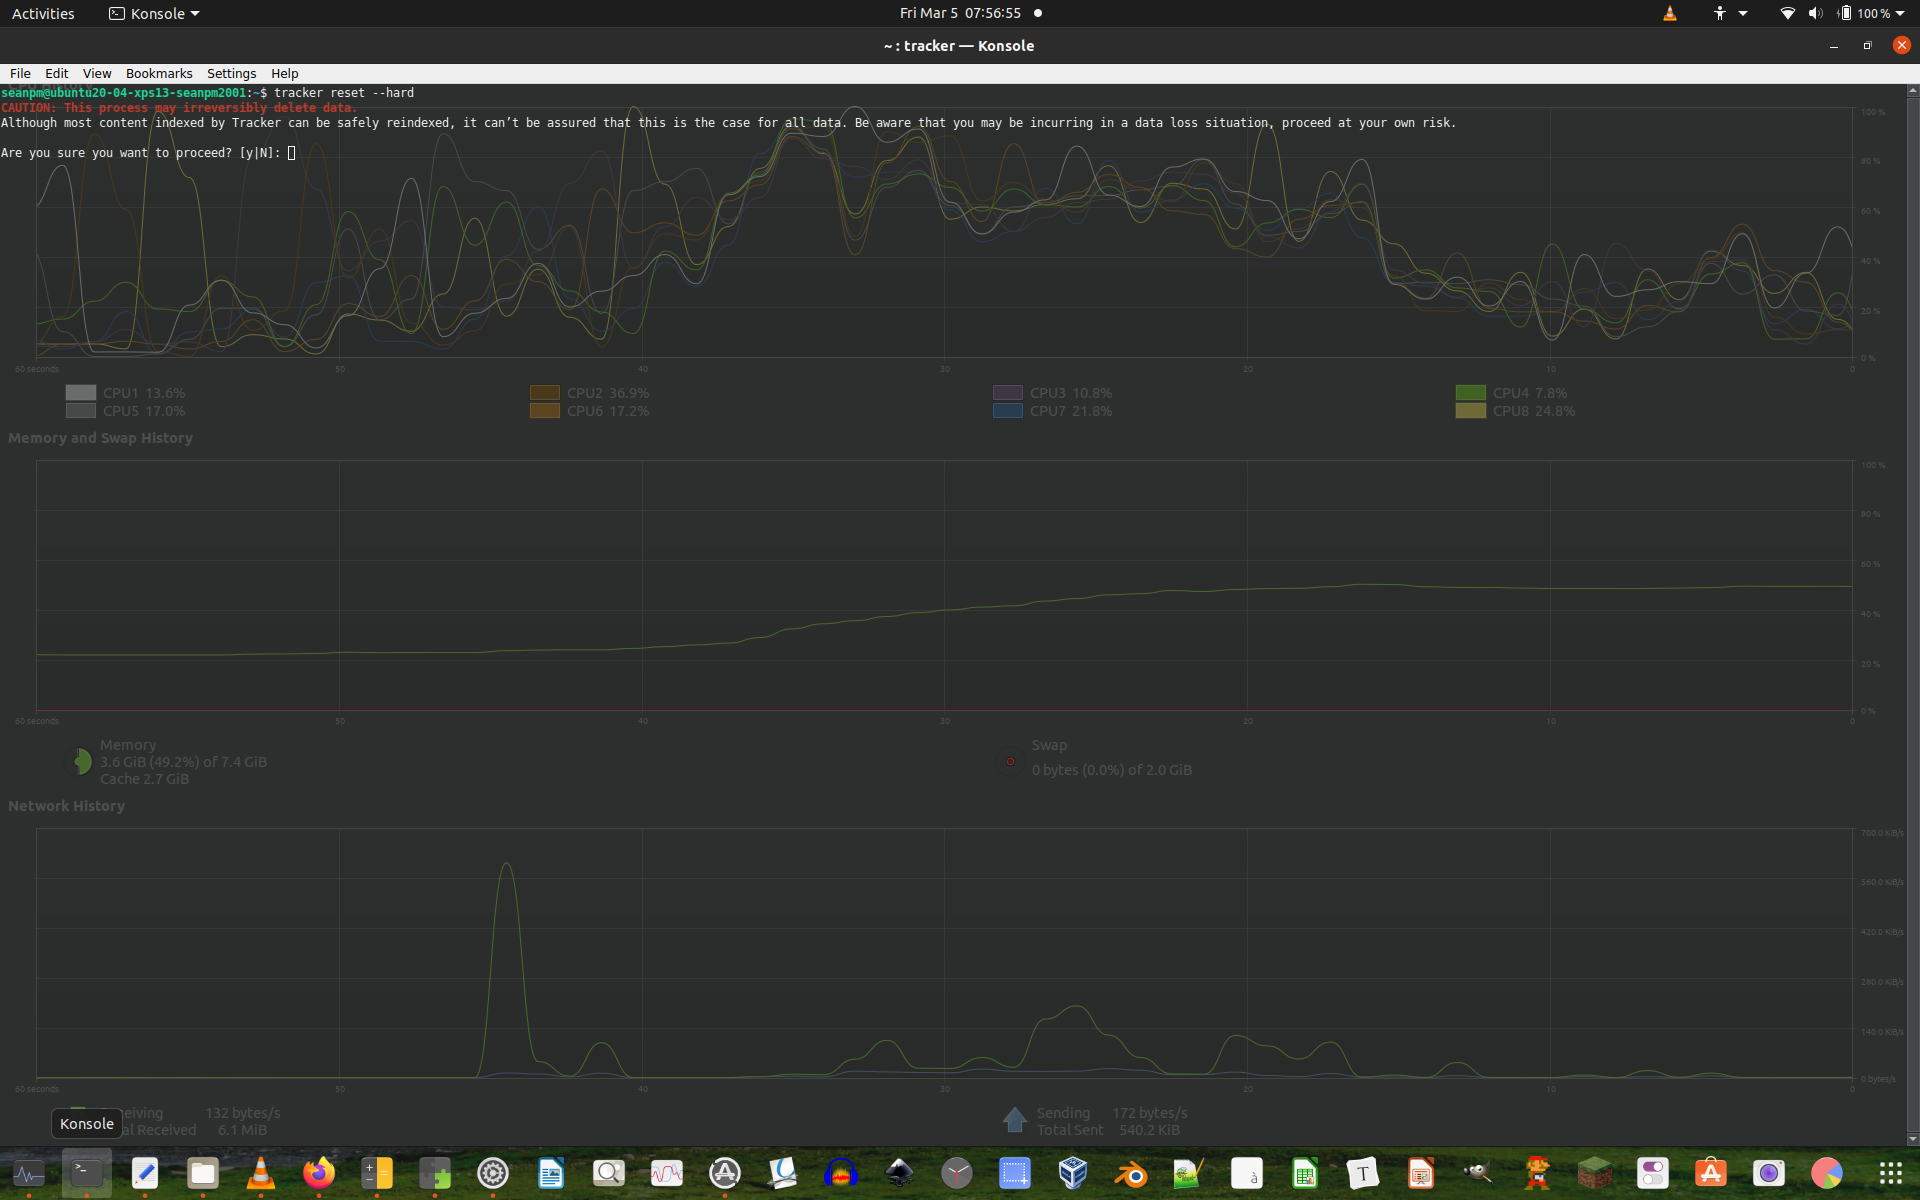 Activities
Konsole
Fri Mar 5 07:56:55
100 %
~ : tracker — Konsole
File Edit View Bookmarks Settings Help
seanpm@ubuntu20-04-xps13-seanpm2001:~$ tracker reset --hard
CAUTION: This process may irreversibly delete data.
Although most content indexed by Tracker can be safely reindexed, it can’t be assured that this is the case for all data. Be aware that you may be incurring in a data loss situation, proceed at your own risk.
Are you sure you want to proceed? [y|N]:
100 %
80 %
60 %
40 %
20 %
0 %
60 seconds 50 40 30 20 10 0
CPU1 13.6% CPU2 36.9% CPU3 10.8% CPU4 7.8%
CPU5 17.0% CPU6 17.2% CPU7 21.8% CPU8 24.8%
Memory and Swap History
100 %
80 %
60 %
40 %
20 %
0 %
60 seconds 50 40 30 20 10 0
Memory
3.6 GiB (49.2%) of 7.4 GiB
Cache 2.7 GiB
Swap
0 bytes (0.0%) of 2.0 GiB
Network History
700.0 KiB/s
560.0 KiB/s
420.0 KiB/s
280.0 KiB/s
140.0 KiB/s
0 bytes/s
60 seconds 50 40 30 20 10 0
eiving 132 bytes/s
al Received 6.1 MiB
Sending 172 bytes/s
Total Sent 540.2 KiB
Konsole